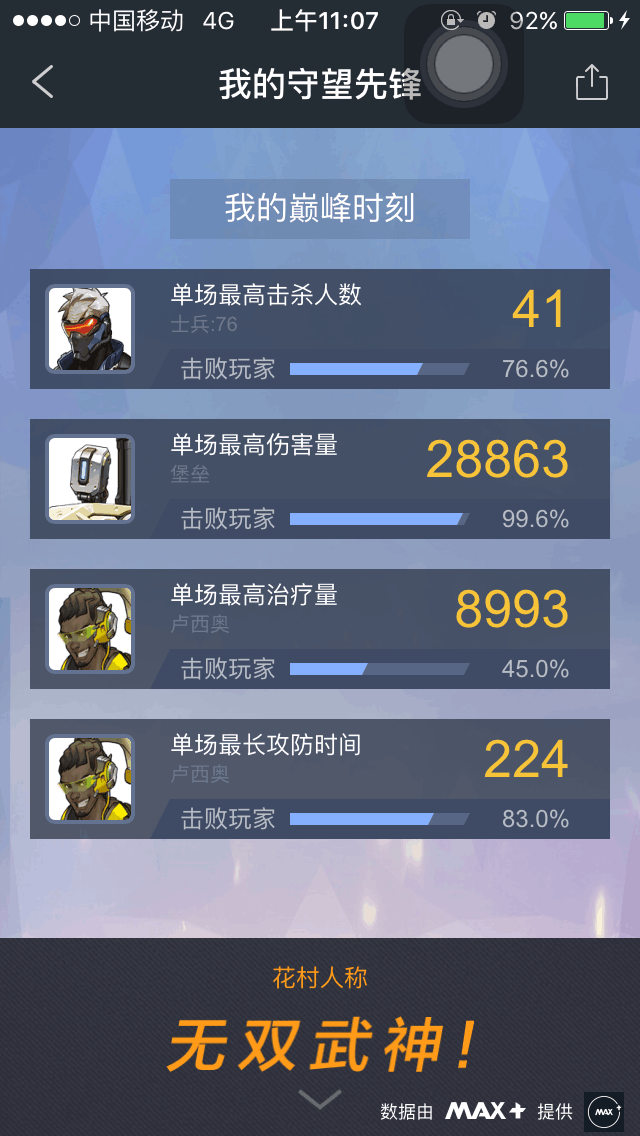 中国移动 4G 上午11:07 92%
我的守望先锋
我的巅峰时刻
单场最高击杀人数 41
士兵:76
击败玩家 76.6%
单场最高伤害量 28863
堡垒
击败玩家 99.6%
单场最高治疗量 8993
卢西奥
击败玩家 45.0%
单场最长攻防时间 224
卢西奥
击败玩家 83.0%
花村人称
无双武神!
数据由 MAX+ 提供 MAX+